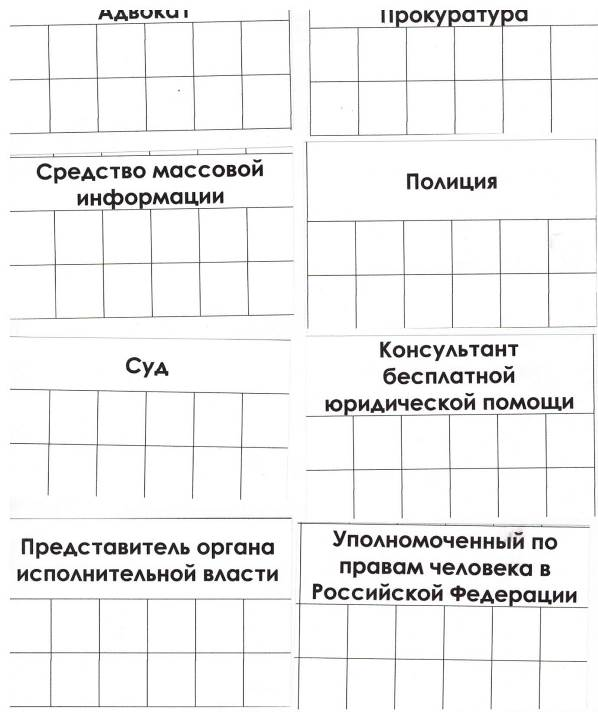 Адвокат
Прокуратура
Средство массовой
информации
Полиция
Суд
Консультант
бесплатной
юридической помощи
Представитель органа
исполнительной власти
Уполномоченный по
правам человека в
Российской Федерации